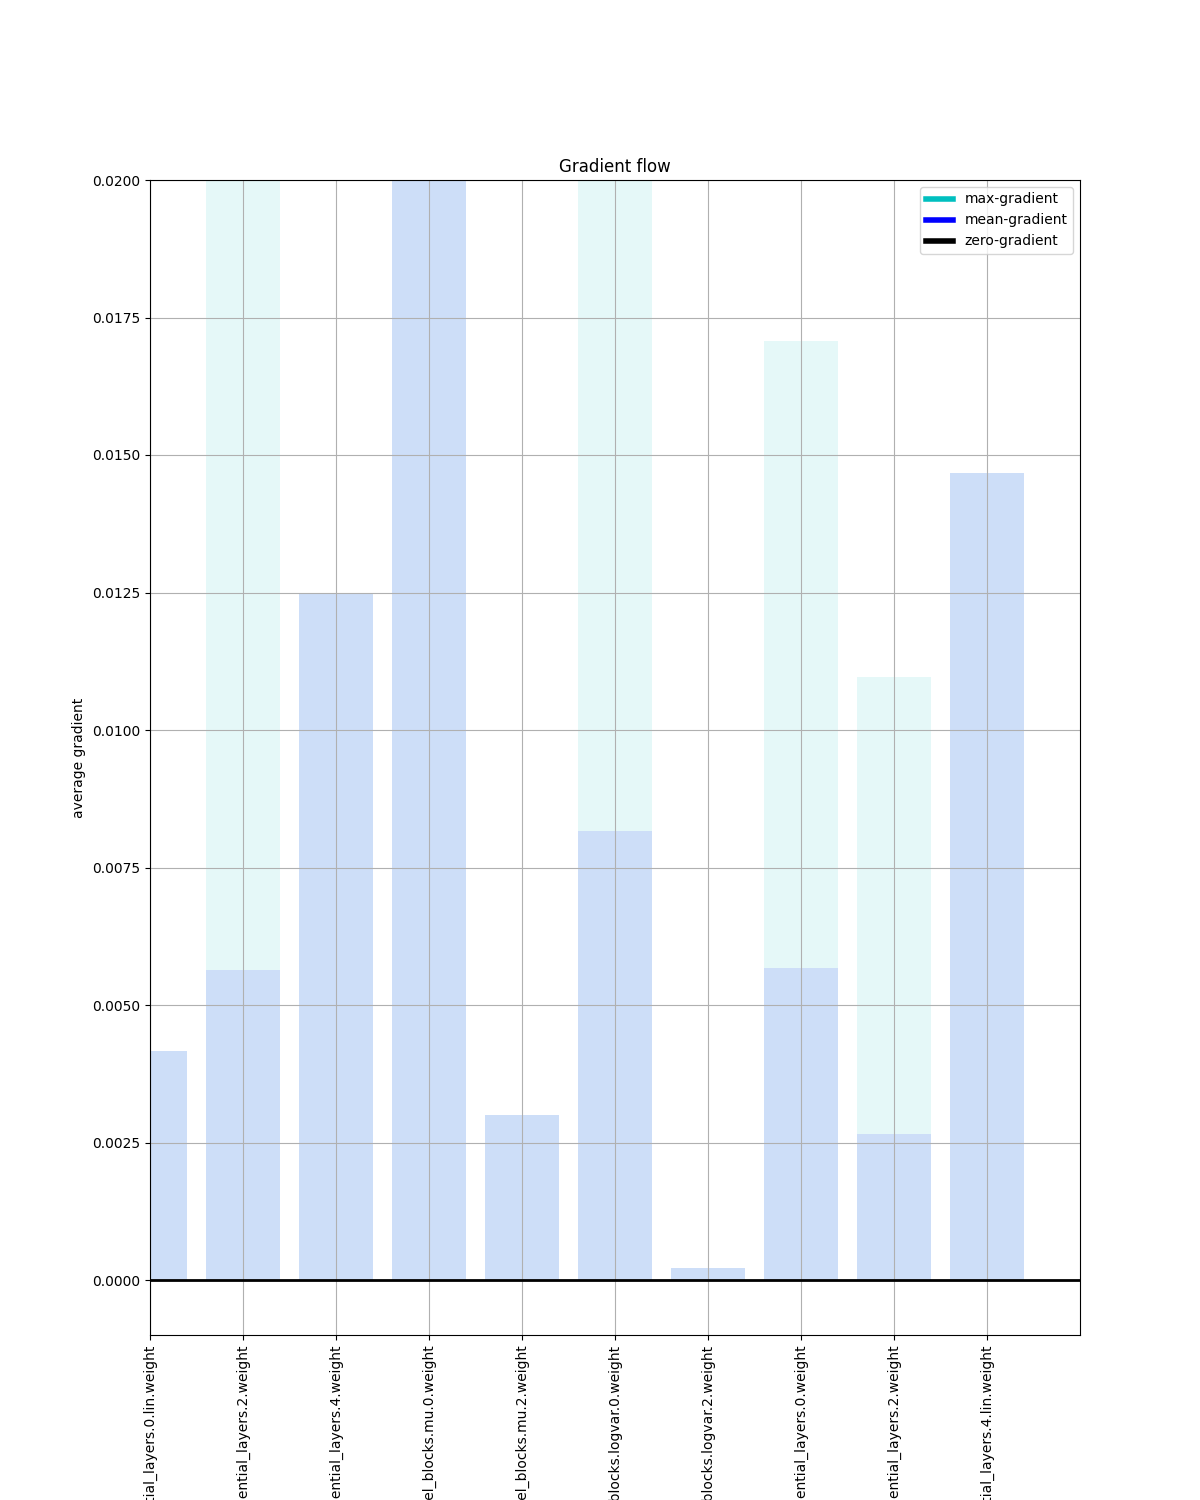 Gradient flow
max-gradient
mean-gradient
zero-gradient
0.0200
0.0175
0.0150
0.0125
0.0100
0.0075
0.0050
0.0025
0.0000
average gradient
tial_layers.0.lin.weight
ential_layers.2.weight
ential_layers.4.weight
el_blocks.mu.0.weight
el_blocks.mu.2.weight
blocks.logvar.0.weight
blocks.logvar.2.weight
ential_layers.0.weight
ential_layers.2.weight
tial_layers.4.lin.weight